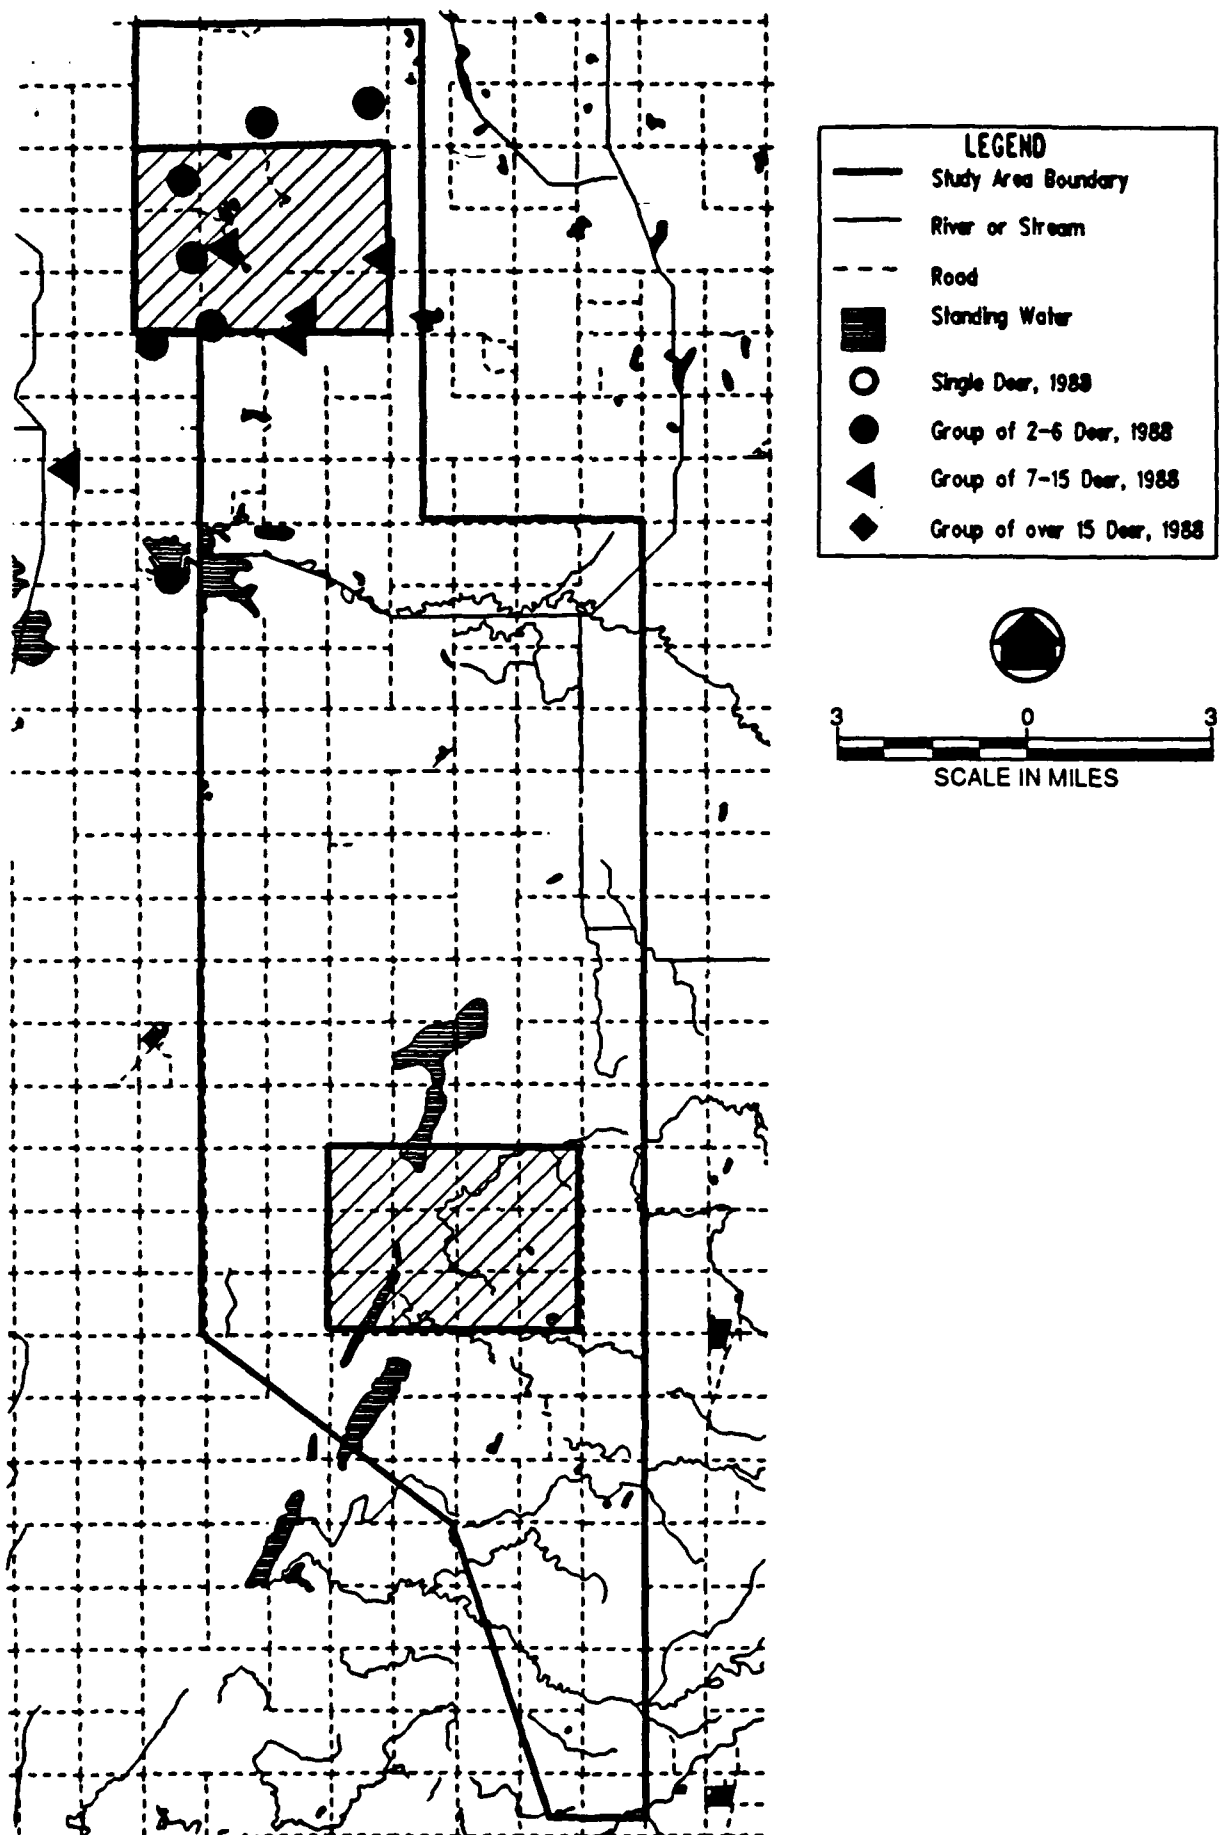 LEGEND
Study Area Boundary
River or Stream
Road
Standing Water
Single Deer, 1988
Group of 2-6 Deer, 1988
Group of 7-15 Deer, 1988
Group of over 15 Deer, 1988
3 0 3
SCALE IN MILES